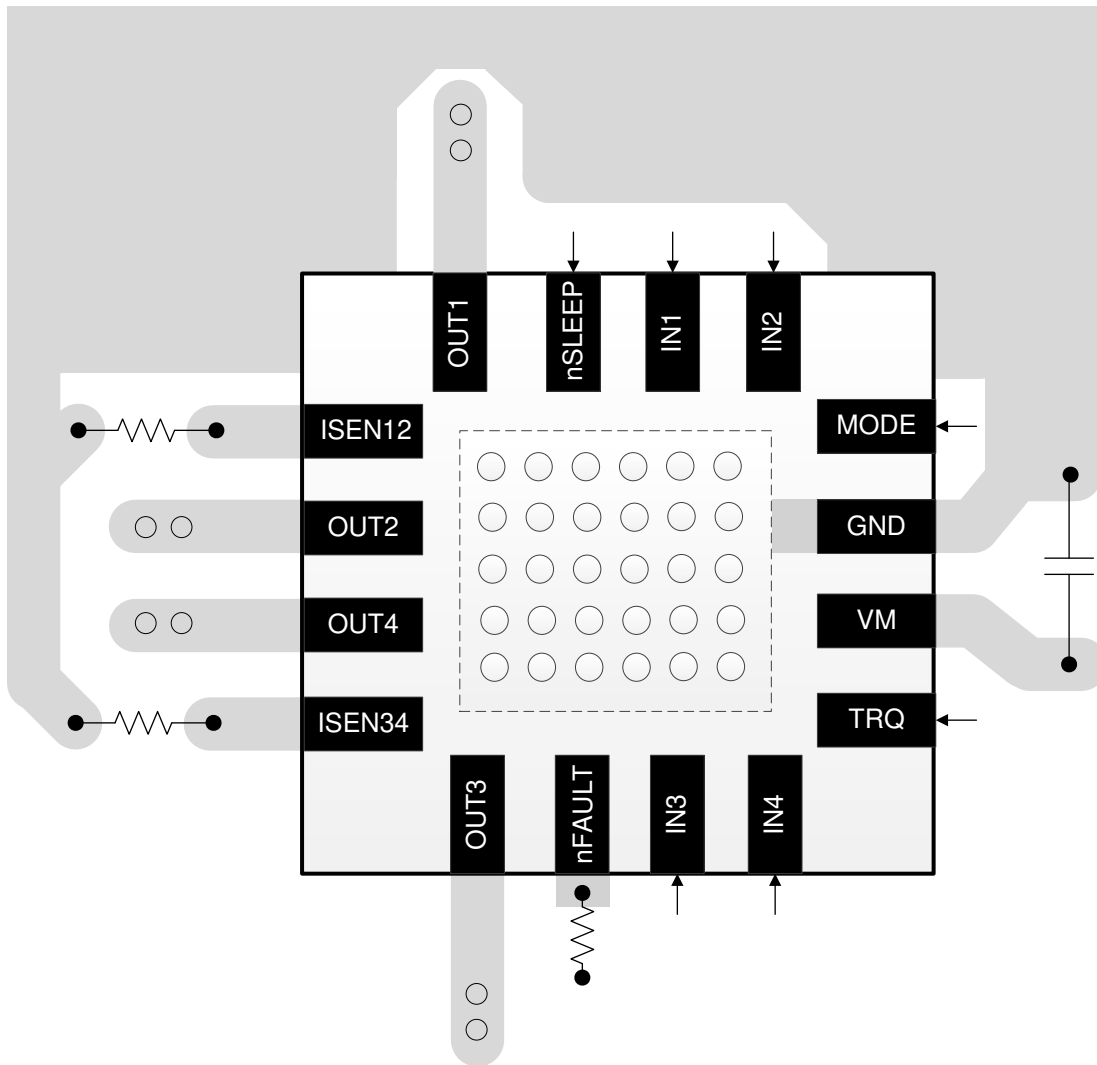 OUT1
nSLEEP
IN1
IN2
ISEN12
MODE
OUT2
GND
OUT4
VM
ISEN34
TRQ
OUT3
nFAULT
IN3
IN4